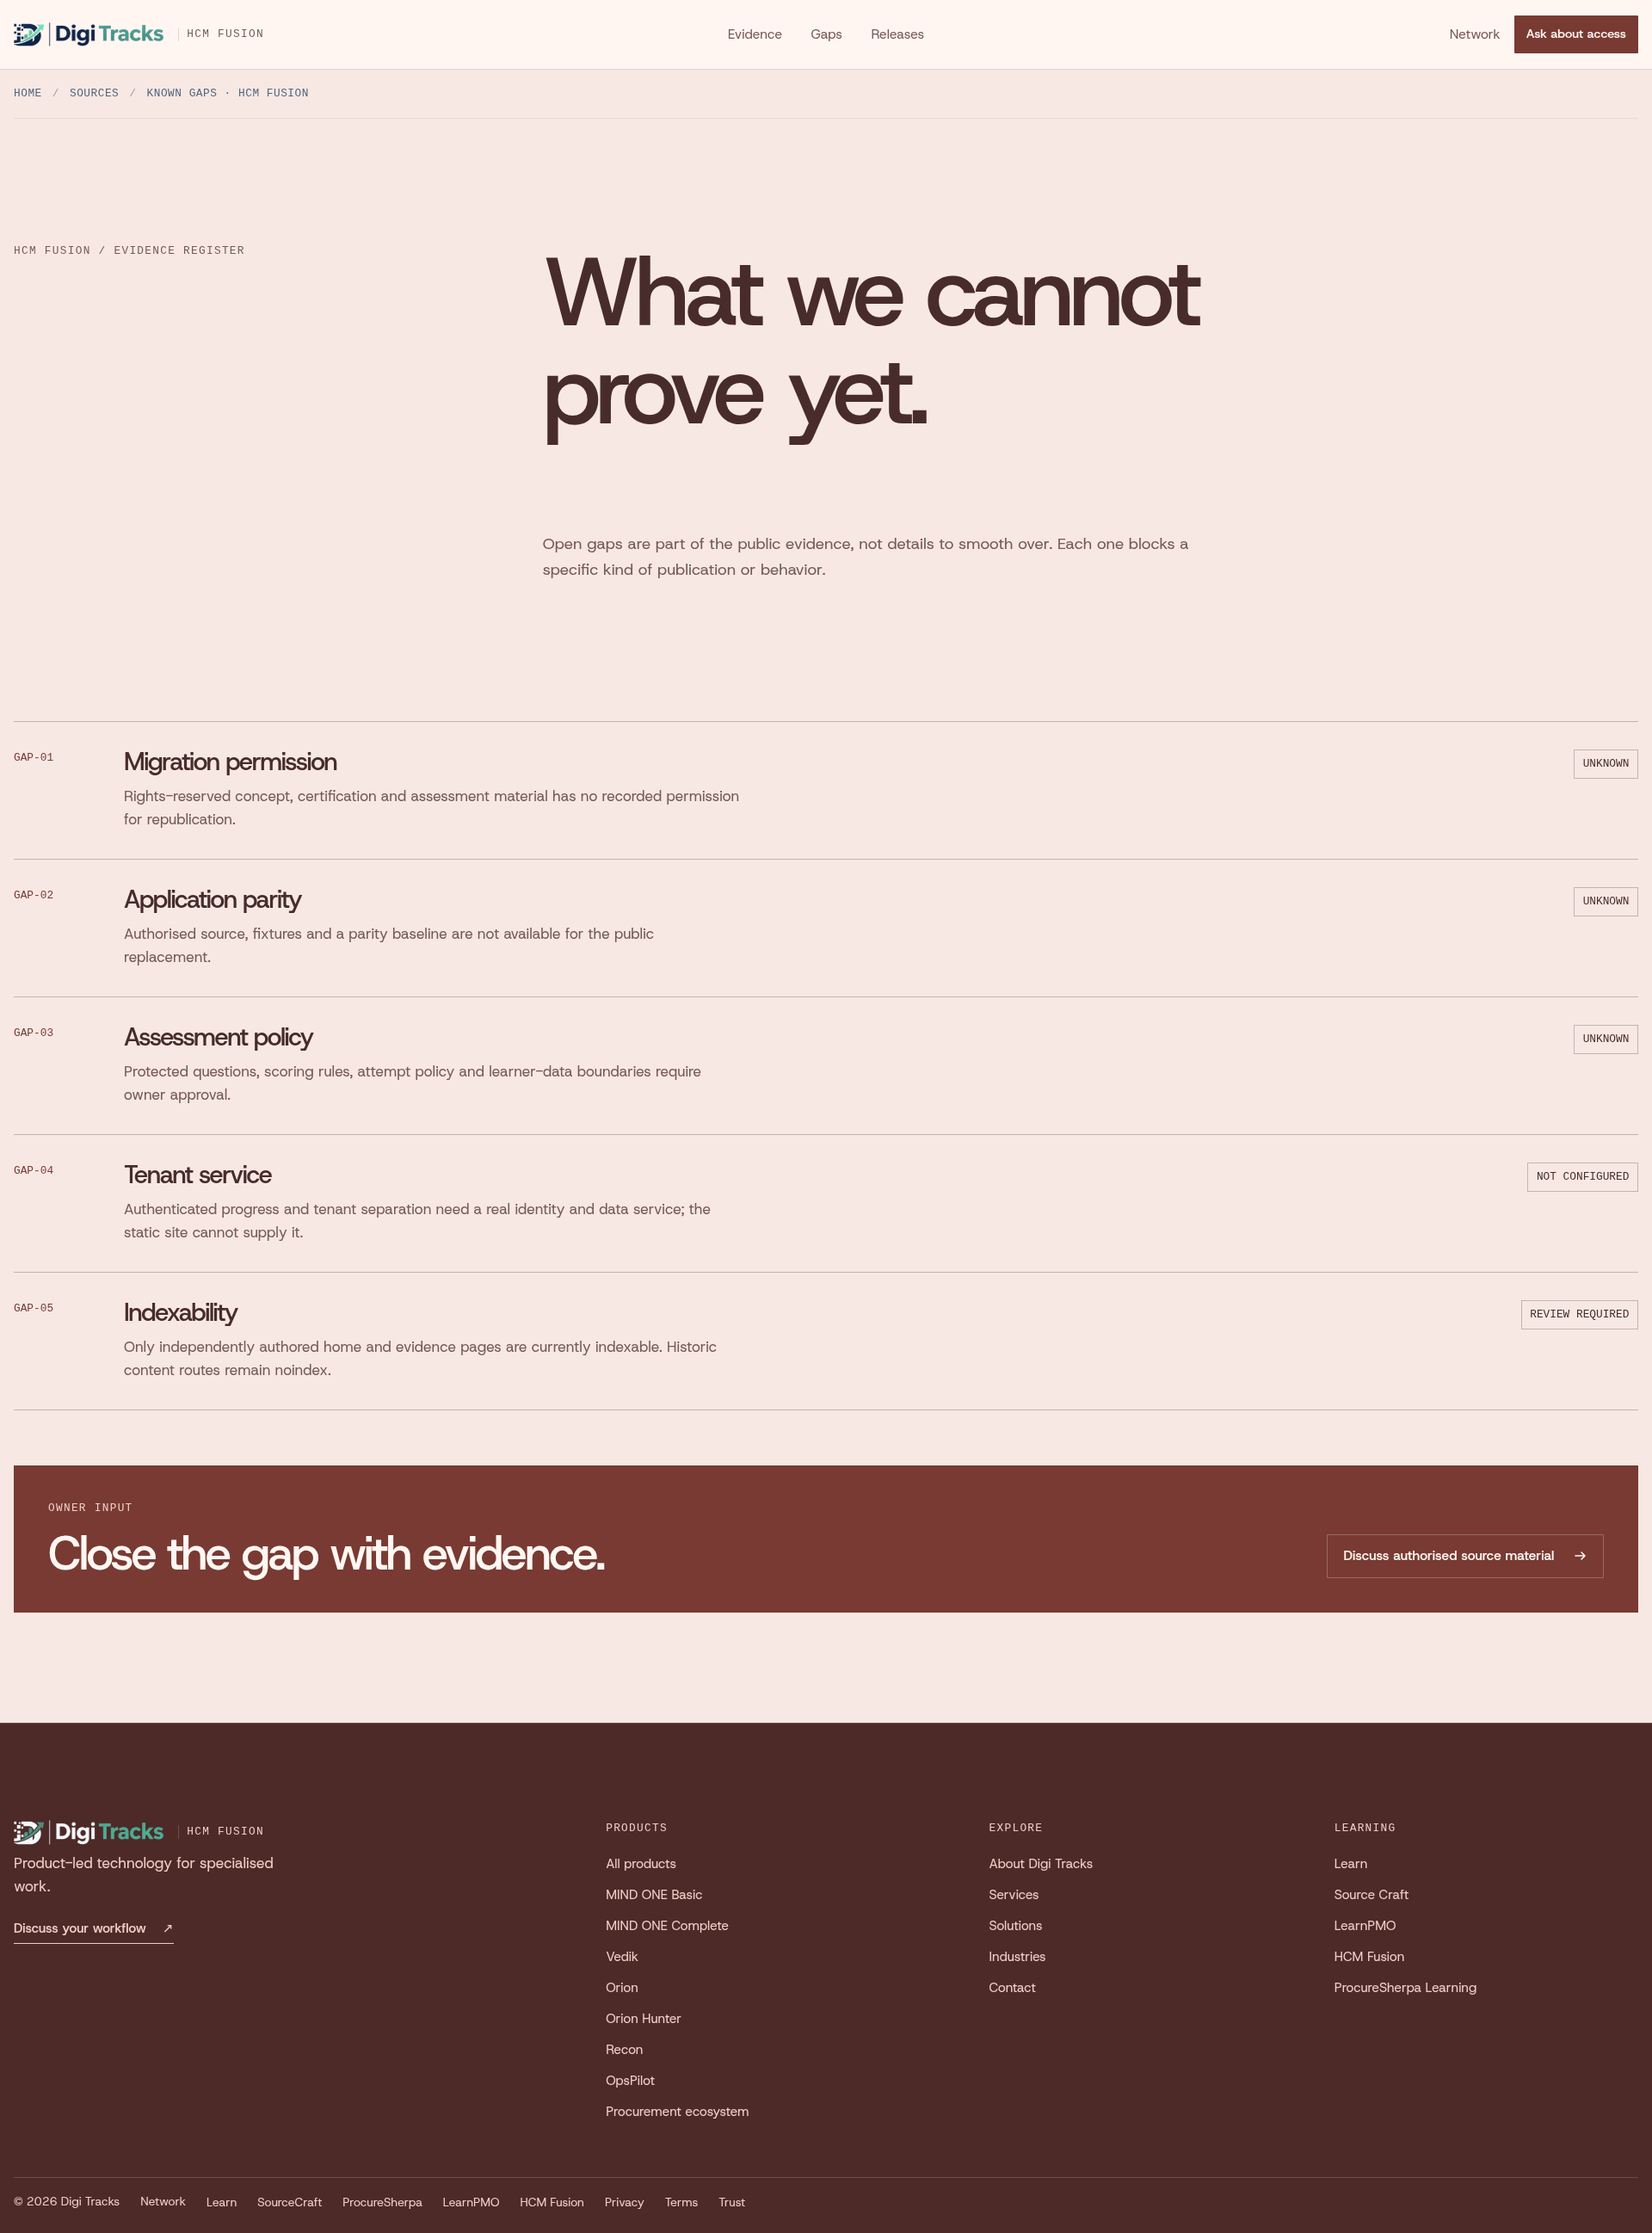 Digi Tracks HCM FUSION
Evidence Gaps Releases
Network Ask about access
HOME / SOURCES / KNOWN GAPS · HCM FUSION
HCM FUSION / EVIDENCE REGISTER
What we cannot
prove yet.
Open gaps are part of the public evidence, not details to smooth over. Each one blocks a
specific kind of publication or behavior.
GAP-01
Migration permission
Rights-reserved concept, certification and assessment material has no recorded permission
for republication.
UNKNOWN
GAP-02
Application parity
Authorised source, fixtures and a parity baseline are not available for the public
replacement.
UNKNOWN
GAP-03
Assessment policy
Protected questions, scoring rules, attempt policy and learner-data boundaries require
owner approval.
UNKNOWN
GAP-04
Tenant service
Authenticated progress and tenant separation need a real identity and data service; the
static site cannot supply it.
NOT CONFIGURED
GAP-05
Indexability
Only independently authored home and evidence pages are currently indexable. Historic
content routes remain noindex.
REVIEW REQUIRED
OWNER INPUT
Close the gap with evidence.
Discuss authorised source material →
Digi Tracks HCM FUSION
Product-led technology for specialised
work.
Discuss your workflow ↗
PRODUCTS
All products
MIND ONE Basic
MIND ONE Complete
Vedik
Orion
Orion Hunter
Recon
OpsPilot
Procurement ecosystem
EXPLORE
About Digi Tracks
Services
Solutions
Industries
Contact
LEARNING
Learn
Source Craft
LearnPMO
HCM Fusion
ProcureSherpa Learning
© 2026 Digi Tracks Network Learn SourceCraft ProcureSherpa LearnPMO HCM Fusion Privacy Terms Trust